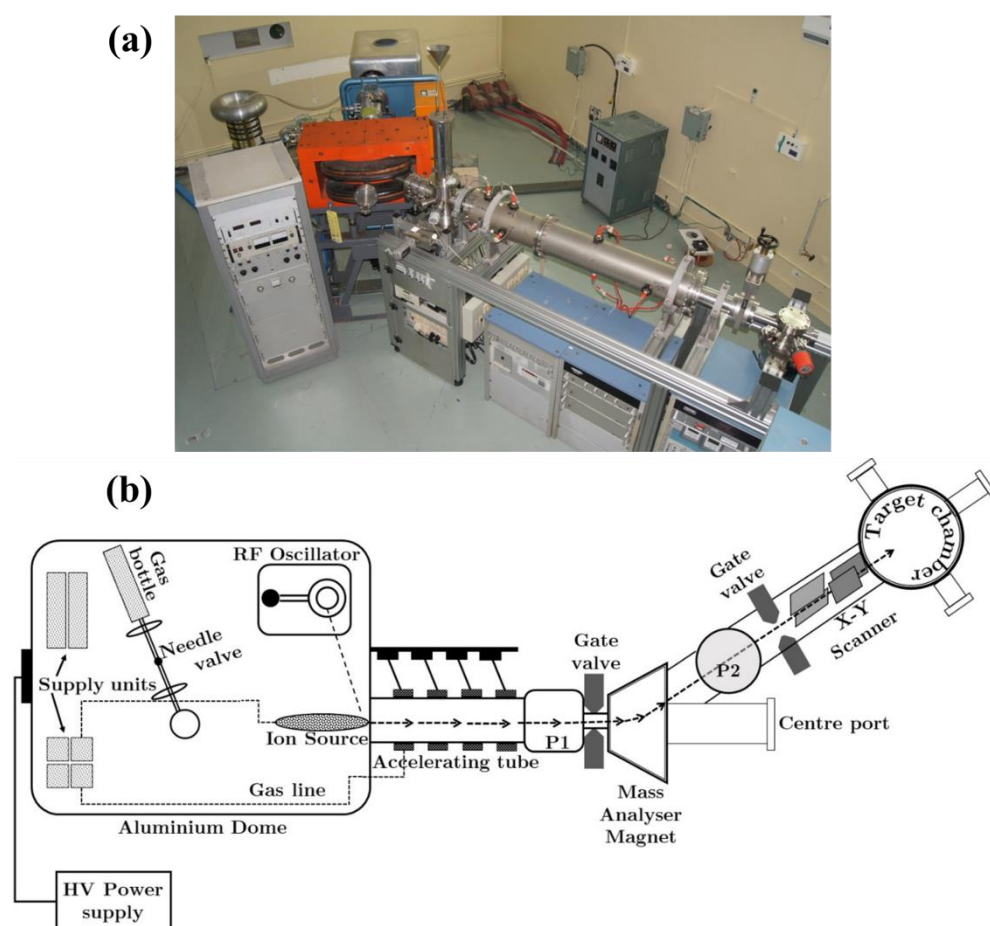 (a)
(b)
Gas
bottle
RF Oscillator
Needle
valve
Supply units
Ion Source
Gas line
Aluminium Dome
HV Power
supply
Accelerating tube
P1
Gate
valve
Mass
Analyser
Magnet
P2
Gate
valve
X-Y
Scanner
Target chamber
Centre port